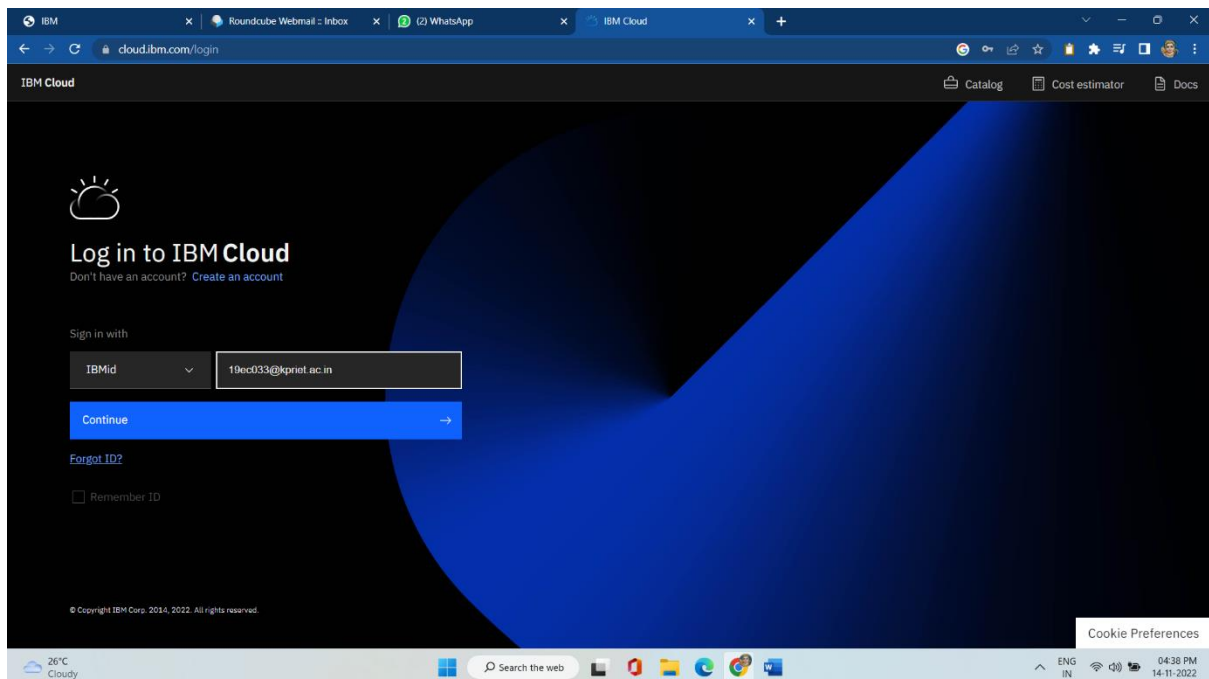 IBM
Roundcube Webmail :: Inbox
(2) WhatsApp
IBM Cloud
cloud.ibm.com/login
IBM Cloud
Catalog
Cost estimator
Docs
Log in to IBM Cloud
Don't have an account? Create an account
Sign in with
IBMid
19ec033@kpriet.ac.in
Continue
Forgot ID?
Remember ID
© Copyright IBM Corp. 2014, 2022. All rights reserved.
Cookie Preferences
26°C
Cloudy
Search the web
ENG
IN
04:38 PM
14-11-2022